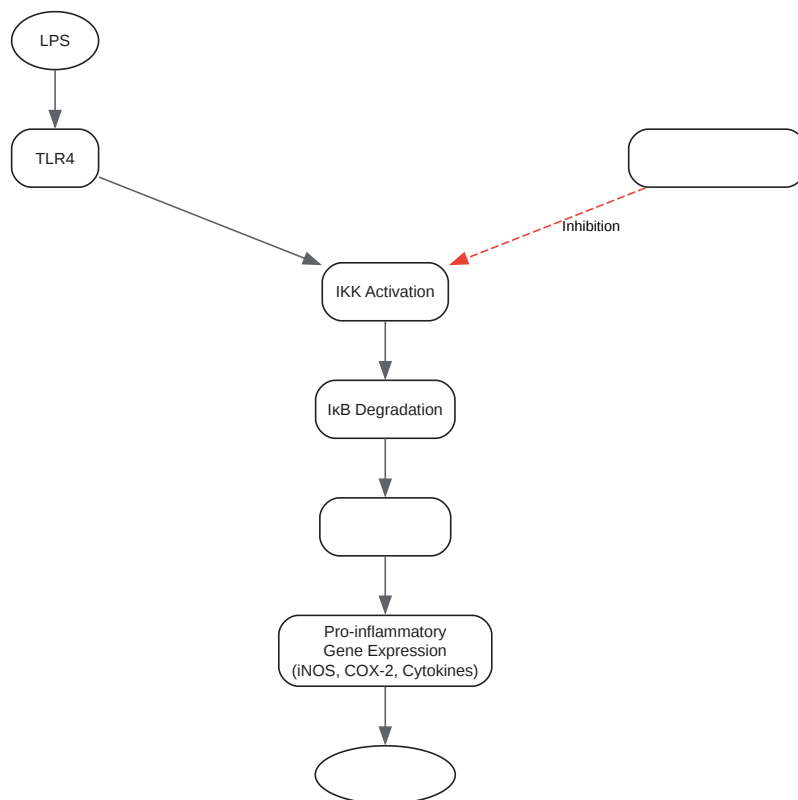 LPS
TLR4
Inhibition
IKK Activation
IκB Degradation
Pro-inflammatory
Gene Expression
(iNOS, COX-2, Cytokines)